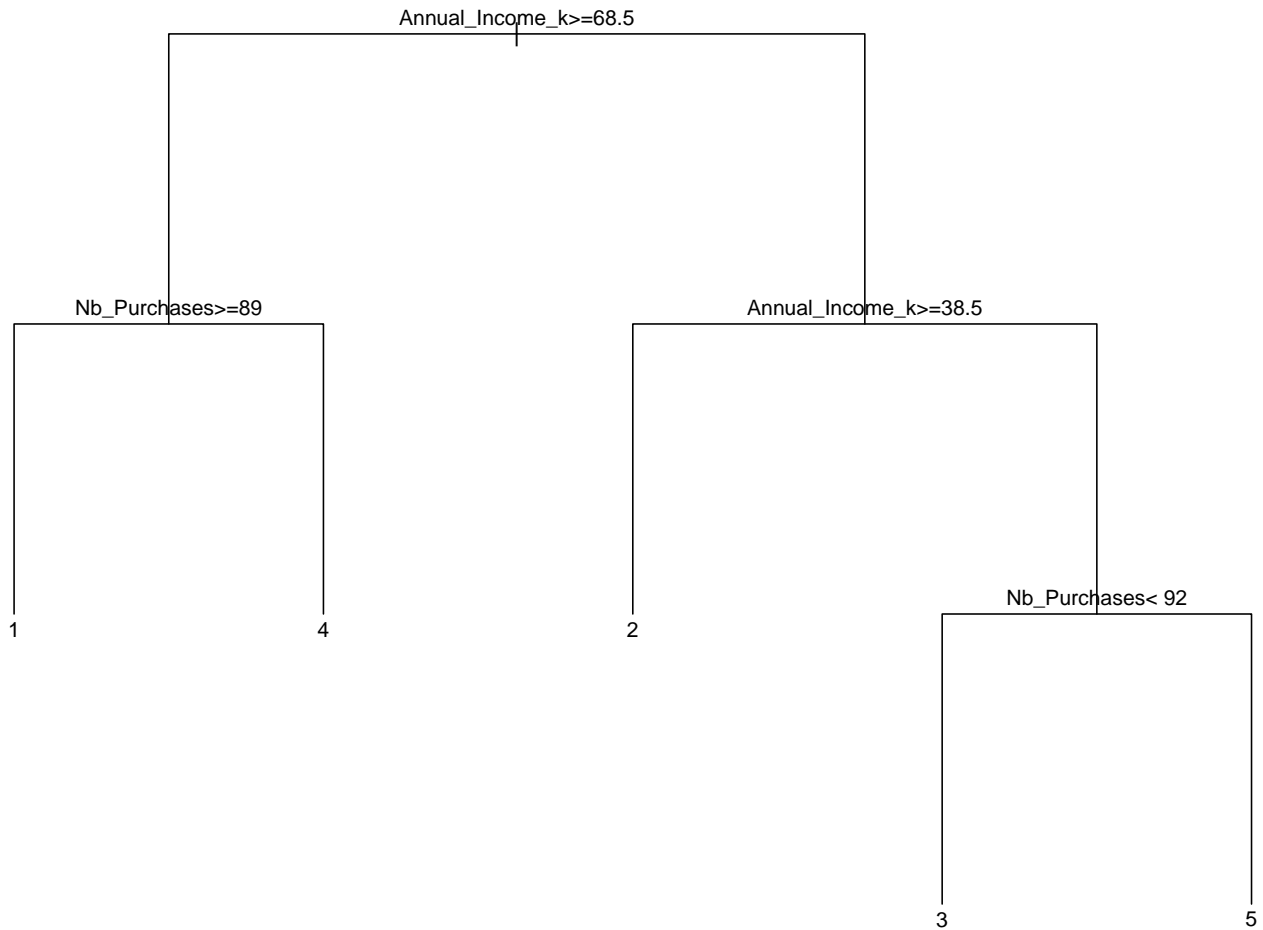 Annual_Income_k>=68.5
Nb_Purchases>=89
Annual_Income_k>=38.5
Nb_Purchases< 92
1
4
2
3
5